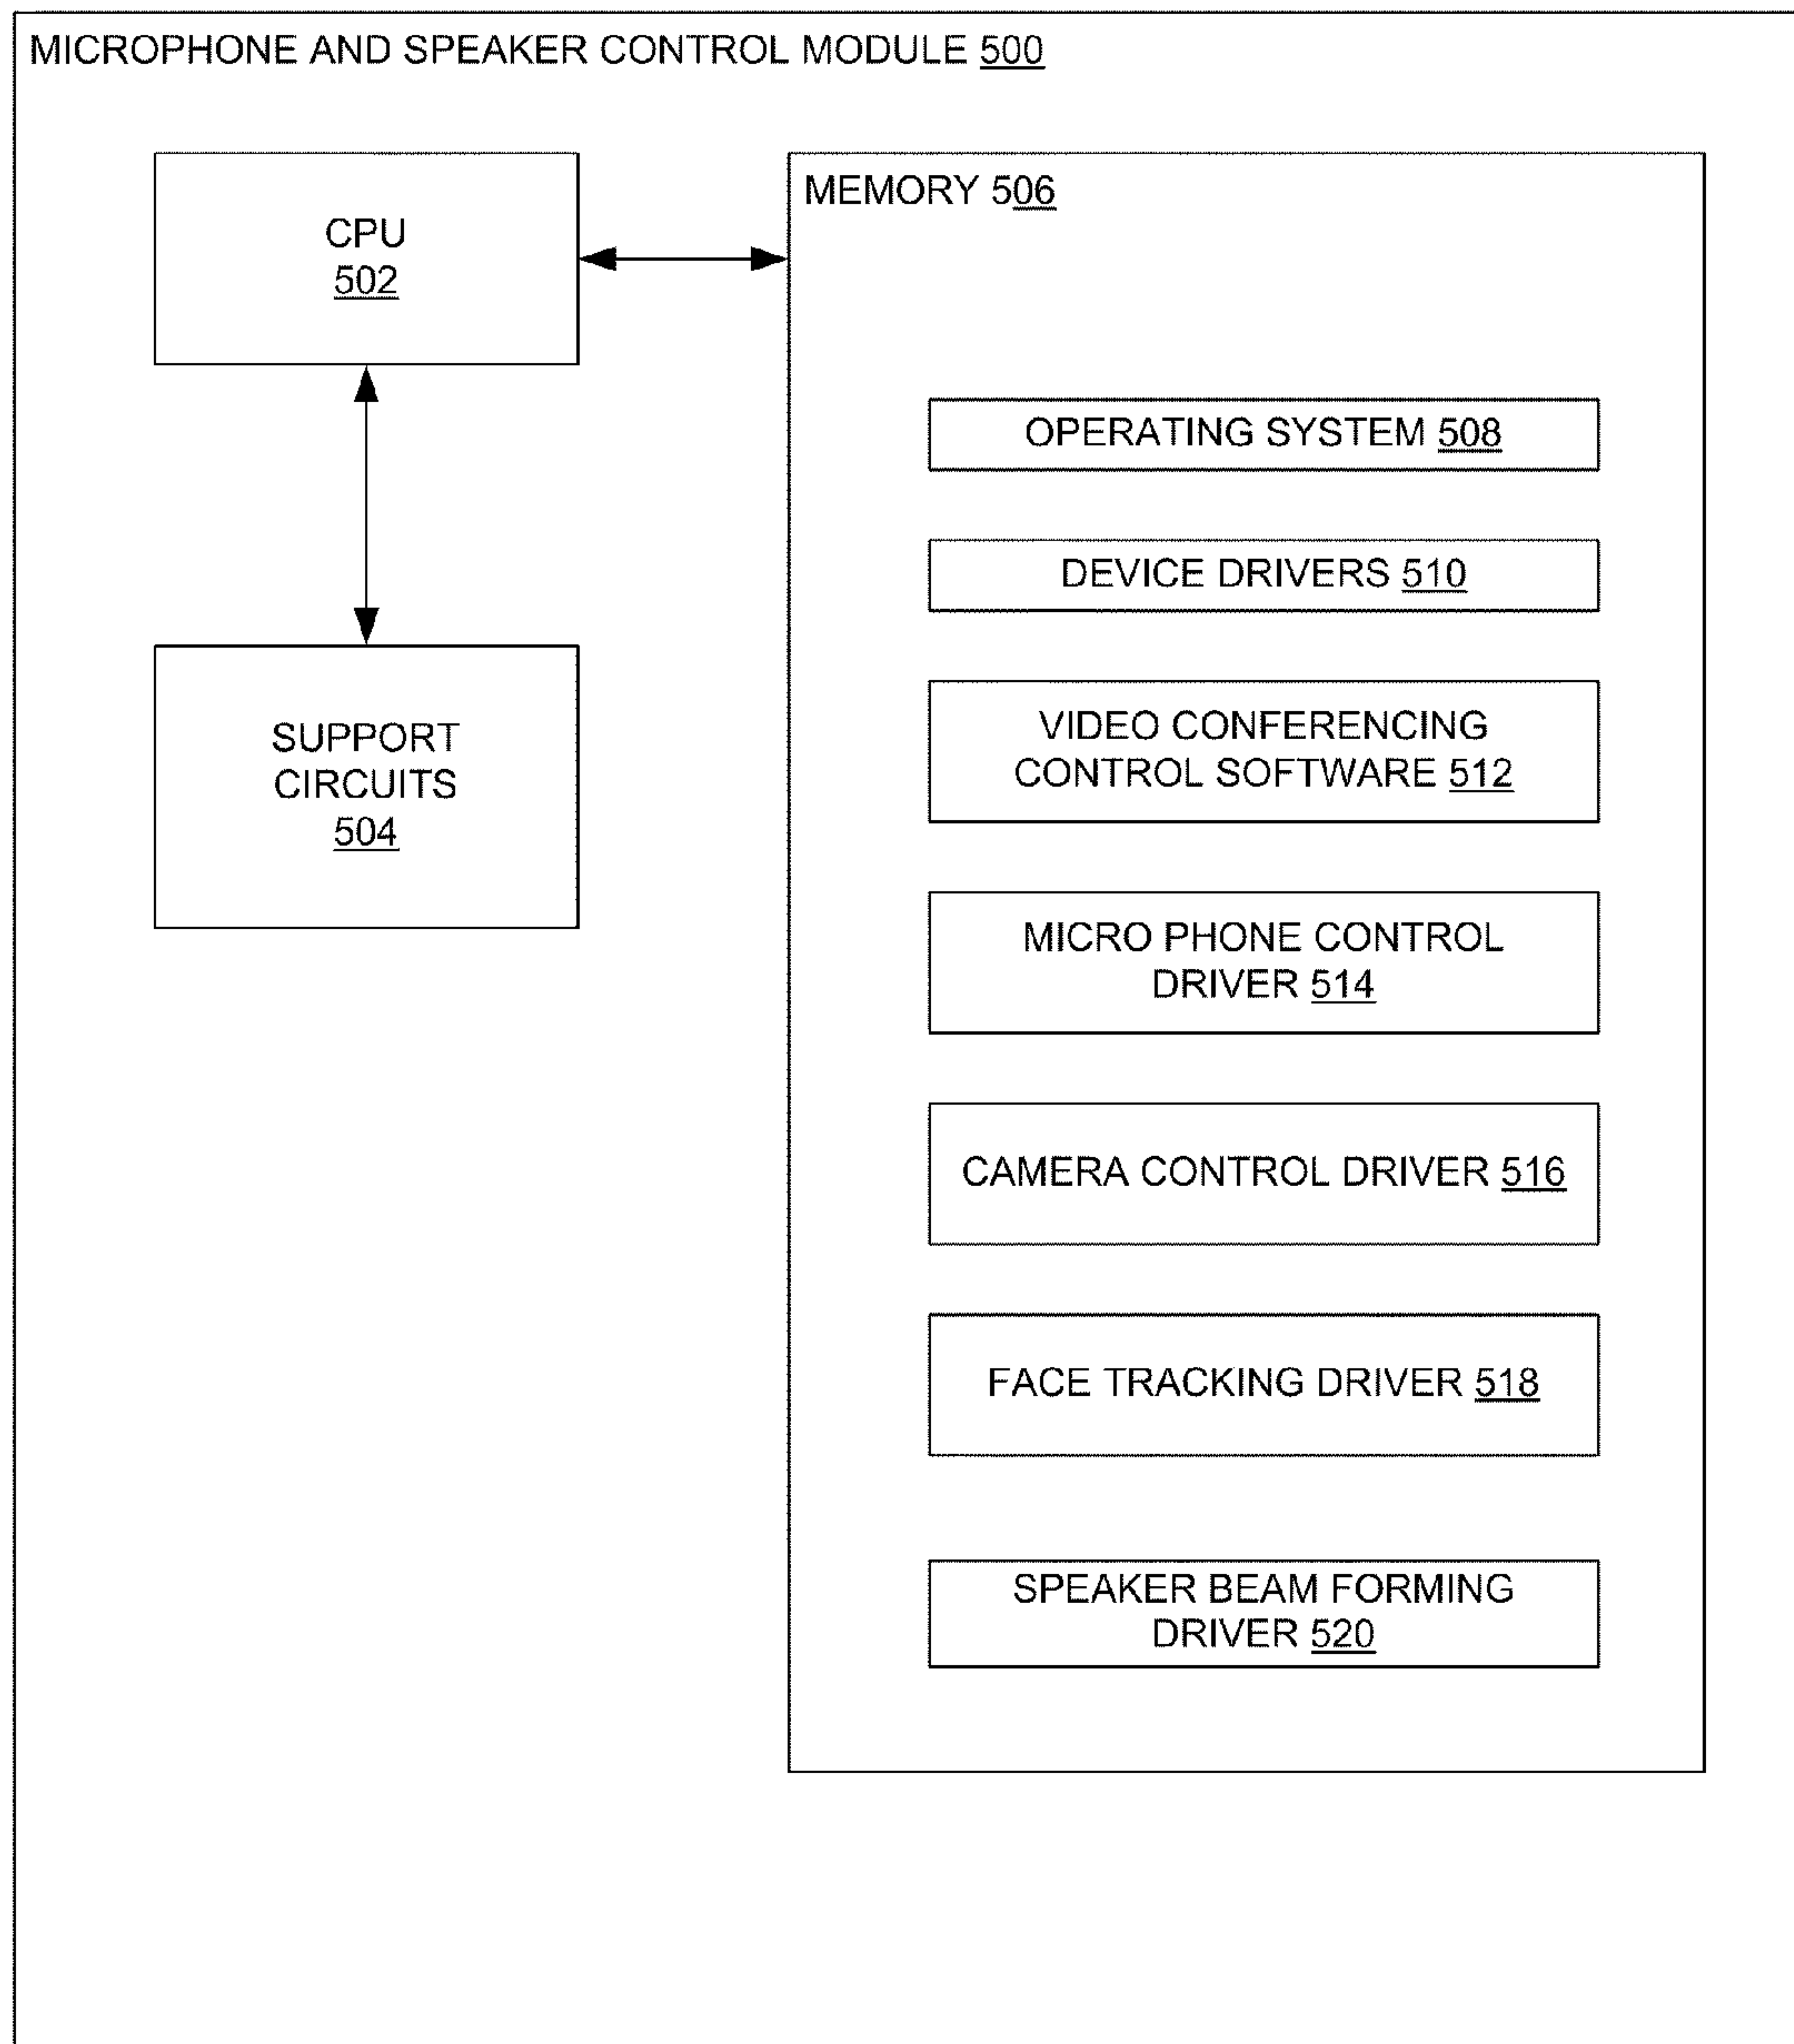 MICROPHONE AND SPEAKER CONTROL MODULE 500
CPU
502
MEMORY 506
OPERATING SYSTEM 508
DEVICE DRIVERS 510
SUPPORT
CIRCUITS
504
VIDEO CONFERENCING
CONTROL SOFTWARE 512
MICRO PHONE CONTROL
DRIVER 514
CAMERA CONTROL DRIVER 516
FACE TRACKING DRIVER 518
SPEAKER BEAM FORMING
DRIVER 520